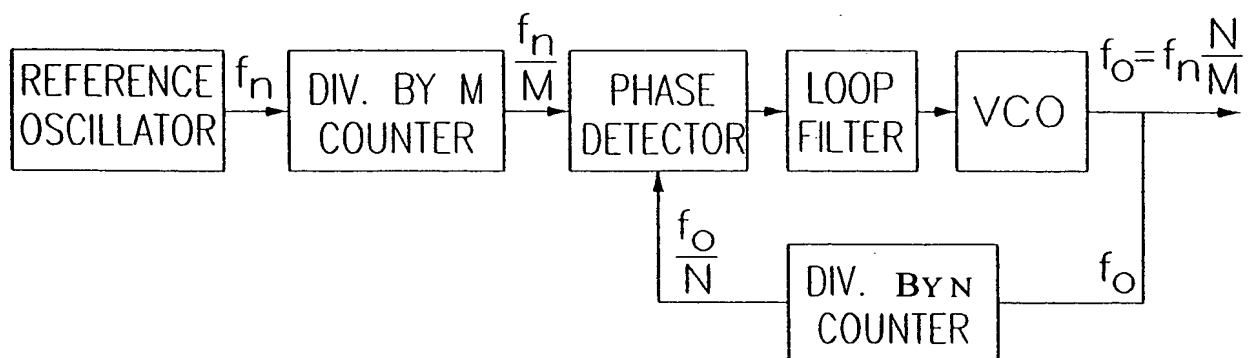 REFERENCE
OSCILLATOR
fn
DIV. BY M
COUNTER
fn
M
PHASE
DETECTOR
LOOP
FILTER
VCO
fo=fn N
M
fo
N
DIV. BY N
COUNTER
fo